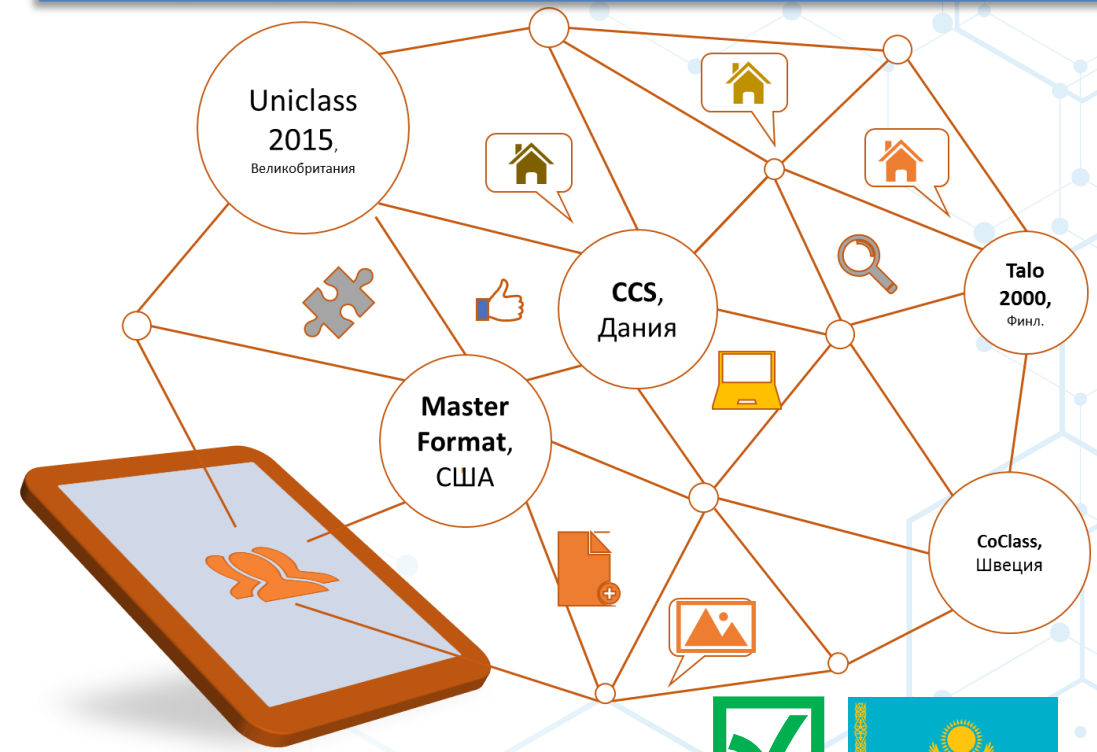 Uniclass
2015,
Великобритания
CCS,
Дания
Talo
2000,
Финл.
Master
Format,
США
CoClass,
Швеция